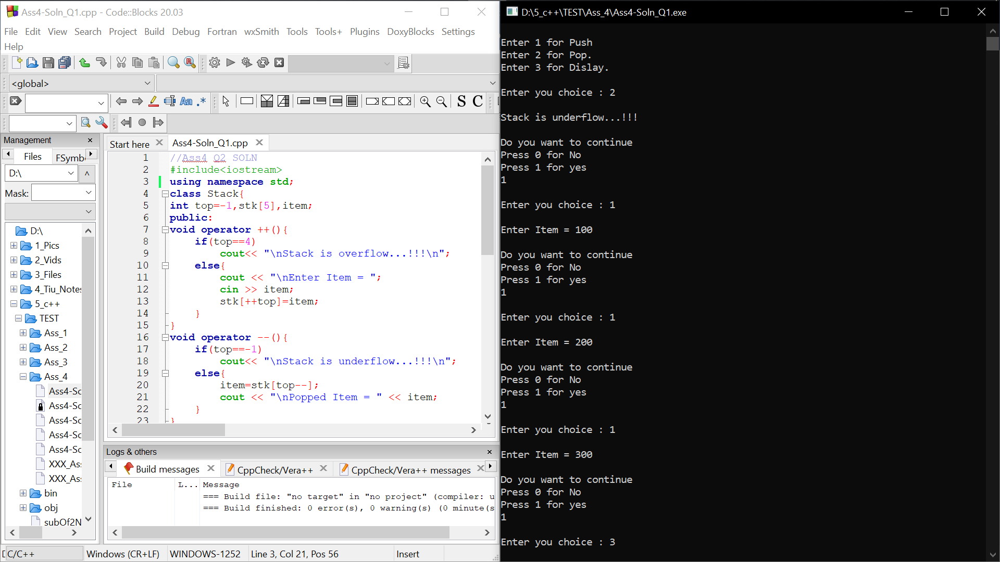 Ass4-Soln_Q1.cpp - Code::Blocks 20.03
File Edit View Search Project Build Debug Fortran wxSmith Tools Tools+ Plugins DoxyBlocks Settings
Help
<global>
Aa .* S C
Management
Files FSymb
D:\
Mask:
D:\
1_Pics
2_Vids
3_Files
4_Tiu_Notes
5_c++
TEST
Ass_1
Ass_2
Ass_3
Ass_4
Ass4-So
Ass4-So
Ass4-So
Ass4-So
Ass4-So
XXX_As
XXX_As
bin
obj
subOf2N
Start here Ass4-Soln_Q1.cpp
1 //Ass4 Q2 SOLN
2 #include<iostream>
3 using namespace std;
4 class Stack{
5 int top=-1,stk[5],item;
6 public:
7 void operator ++(){
8 if(top==4)
9 cout<< "\nStack is overflow...!!!\n";
10 else{
11 cout << "\nEnter Item = ";
12 cin >> item;
13 stk[++top]=item;
14 }
15 }
16 void operator --(){
17 if(top==-1)
18 cout<< "\nStack is underflow...!!!\n";
19 else{
20 item=stk[top--];
21 cout << "\nPopped Item = " << item;
22 }
23 }
Logs & others
Build messages CppCheck/Vera++ CppCheck/Vera++ messages
File L... Message
=== Build file: "no target" in "no project" (compiler: u
=== Build finished: 0 error(s), 0 warning(s) (0 minute(s
C/C++ Windows (CR+LF) WINDOWS-1252 Line 3, Col 21, Pos 56 Insert
D:\5_c++\TEST\Ass_4\Ass4-Soln_Q1.exe
Enter 1 for Push
Enter 2 for Pop.
Enter 3 for Dislay.
Enter you choice : 2
Stack is underflow...!!!
Do you want to continue
Press 0 for No
Press 1 for yes
1
Enter you choice : 1
Enter Item = 100
Do you want to continue
Press 0 for No
Press 1 for yes
1
Enter you choice : 1
Enter Item = 200
Do you want to continue
Press 0 for No
Press 1 for yes
1
Enter you choice : 1
Enter Item = 300
Do you want to continue
Press 0 for No
Press 1 for yes
1
Enter you choice : 3